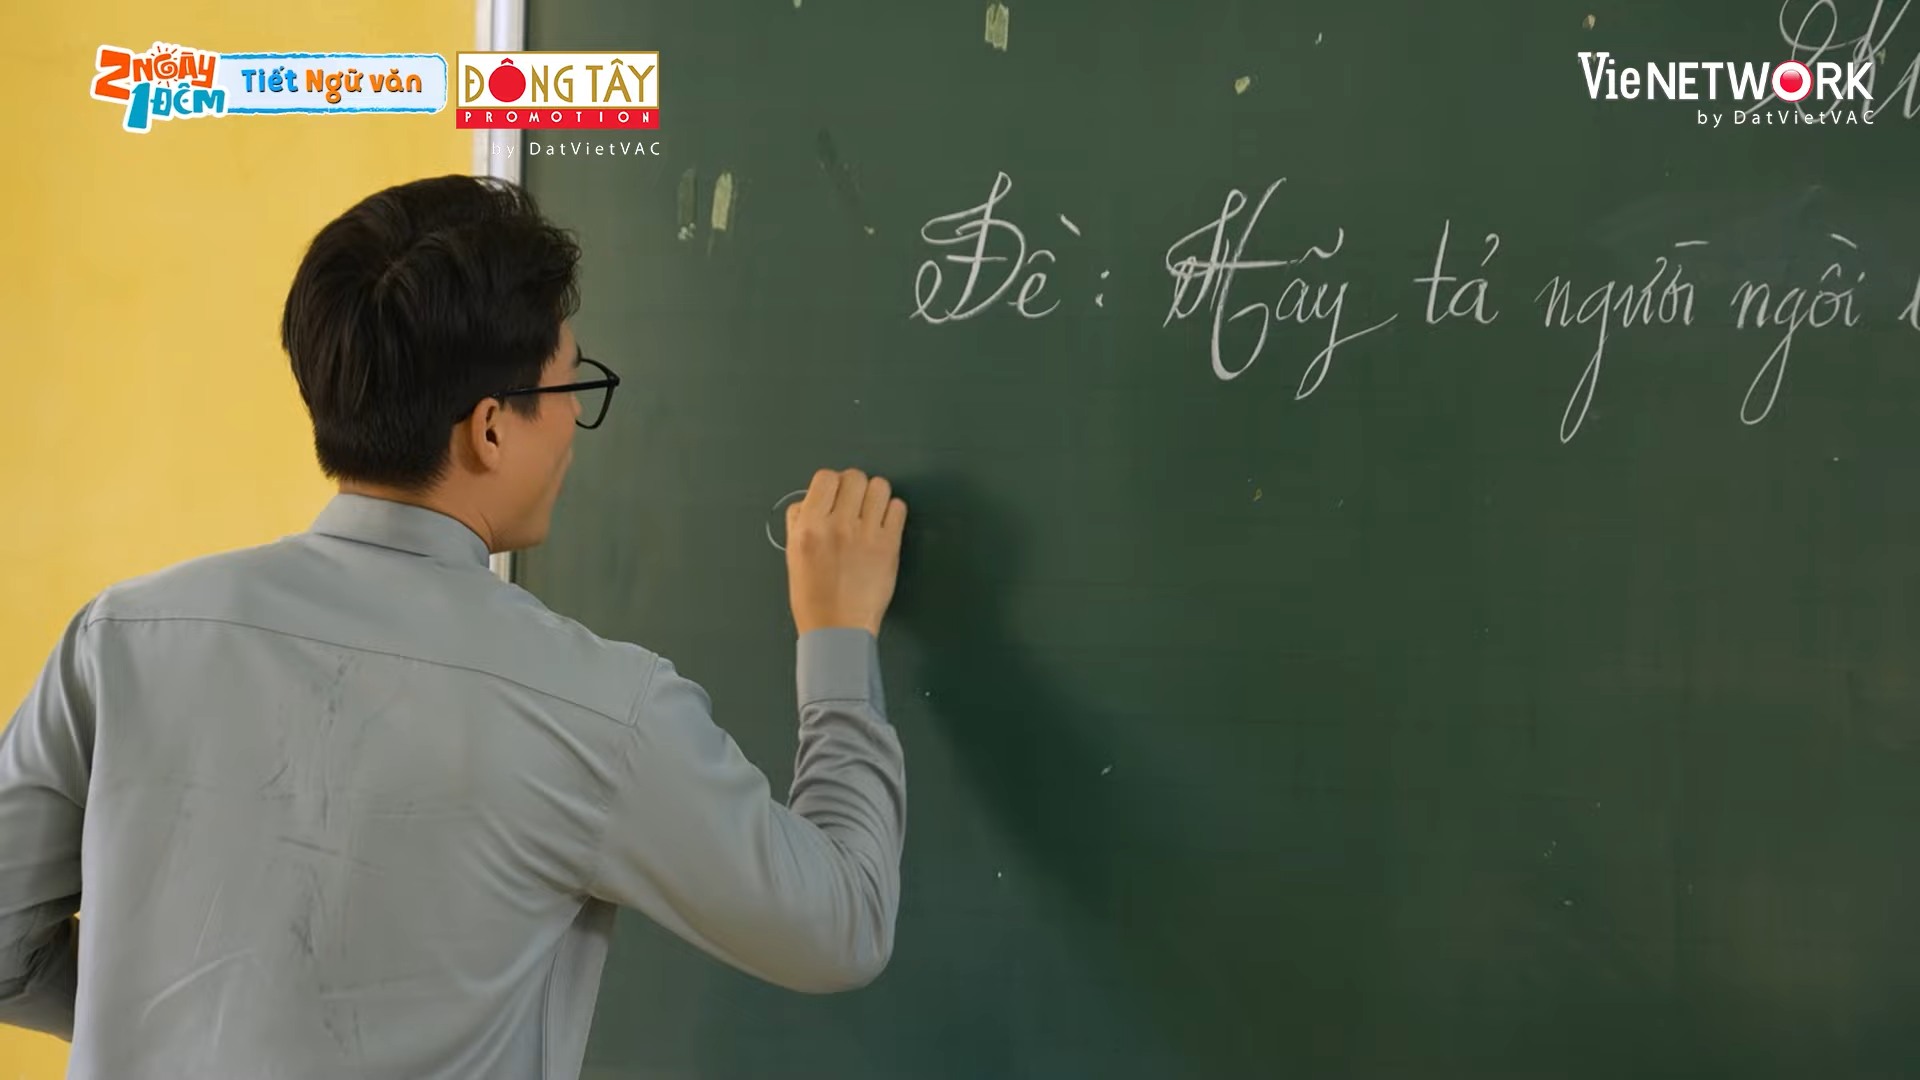 2 NGÀY 1 ĐÊM
Tiết Ngữ văn
ĐÔNG TÂY
PROMOTION
by DatVietVAC
VieNETWORK
by DatVietVAC
Đề : Hãy tả người ngồi